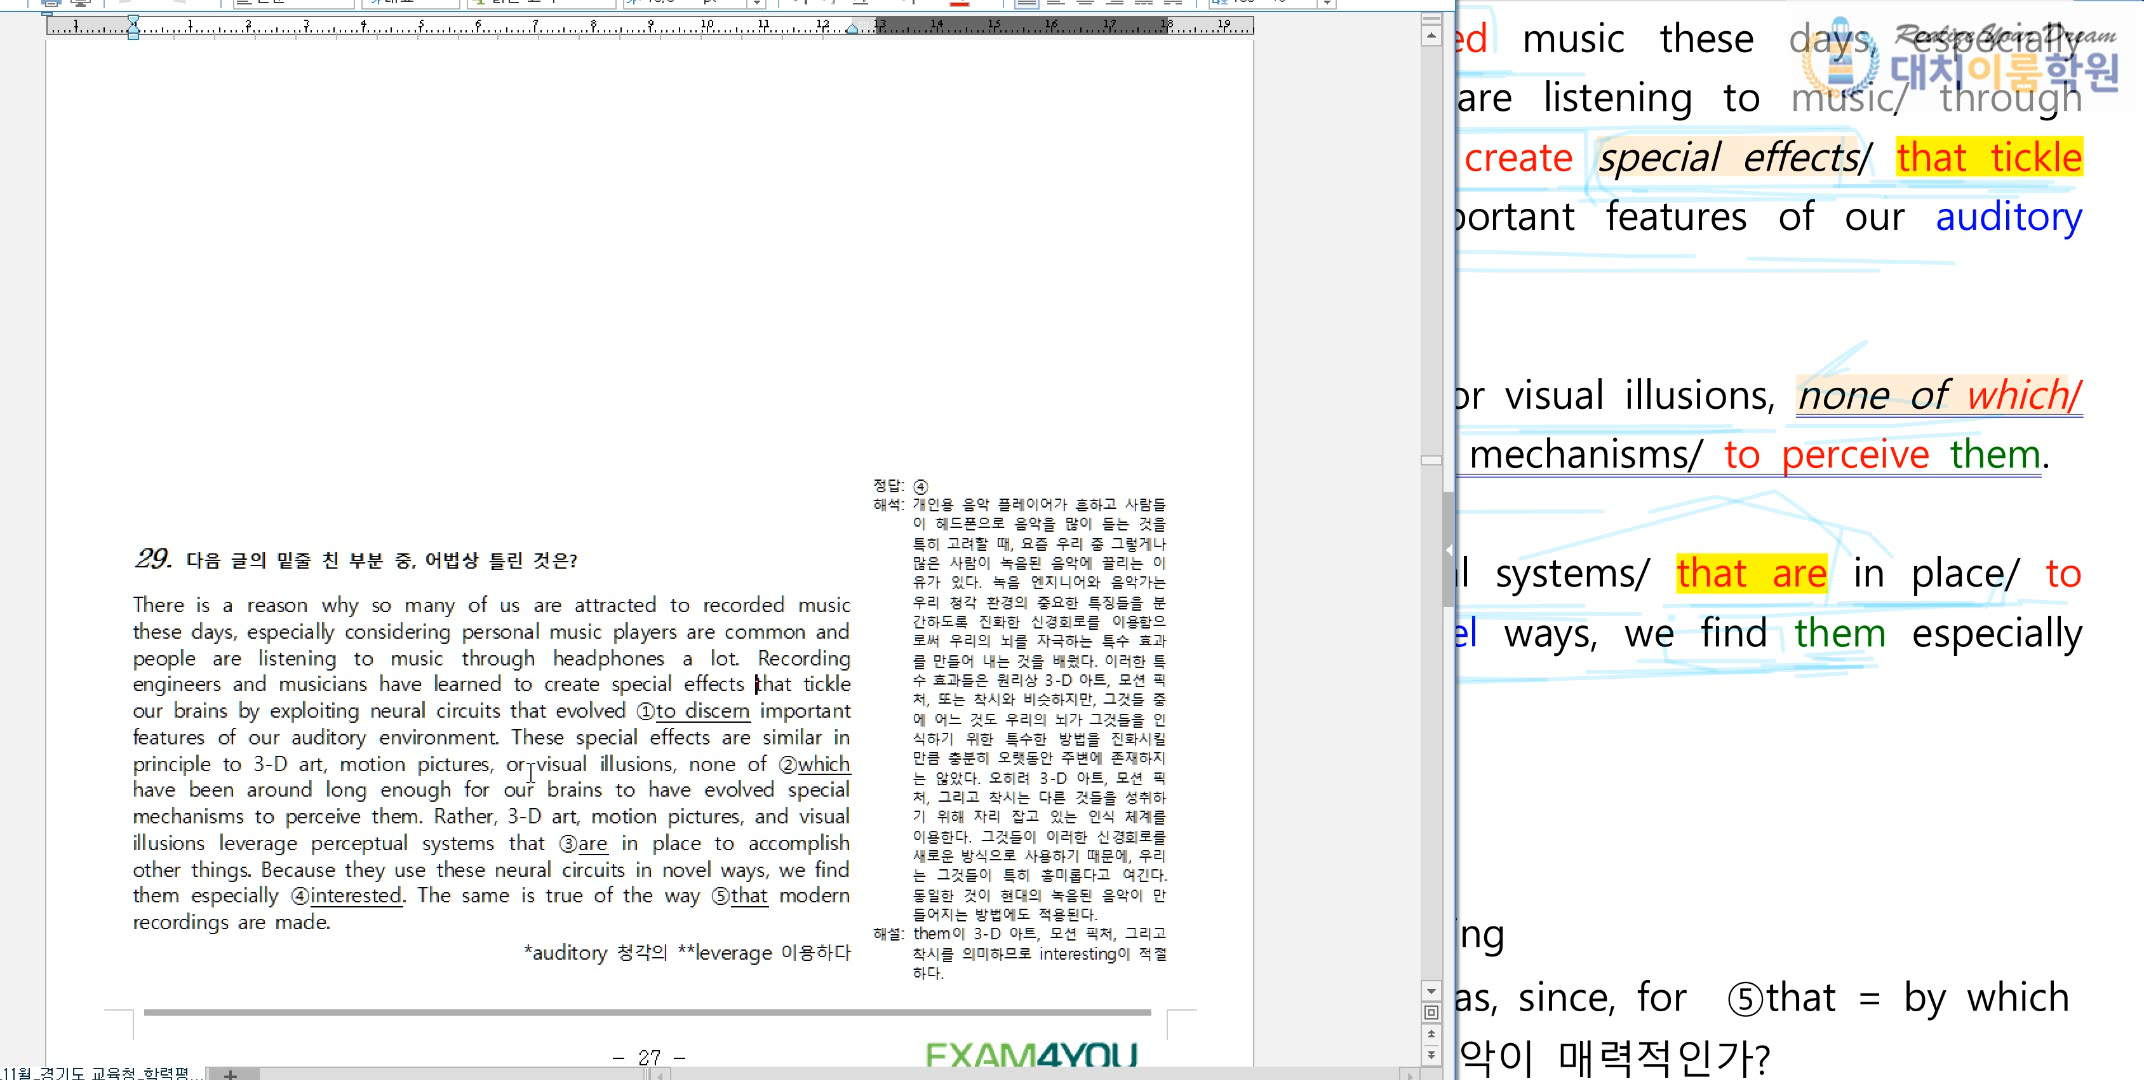 29. 다음 글의 밑줄 친 부분 중, 어법상 틀린 것은?
There is a reason why so many of us are attracted to recorded music
these days, especially considering personal music players are common and
people are listening to music through headphones a lot. Recording
engineers and musicians have learned to create special effects that tickle
our brains by exploiting neural circuits that evolved ①to discern important
features of our auditory environment. These special effects are similar in
principle to 3-D art, motion pictures, or visual illusions, none of ②which
have been around long enough for our brains to have evolved special
mechanisms to perceive them. Rather, 3-D art, motion pictures, and visual
illusions leverage perceptual systems that ③are in place to accomplish
other things. Because they use these neural circuits in novel ways, we find
them especially ④interested. The same is true of the way ⑤that modern
recordings are made.
*auditory 청각의 **leverage 이용하다
정답: ④
해석: 개인용 음악 플레이어가 흔하고 사람들
이 헤드폰으로 음악을 많이 듣는 것을
특히 고려할 때, 요즘 우리 중 그렇게나
많은 사람이 녹음된 음악에 끌리는 이
유가 있다. 녹음 엔지니어와 음악가는
우리 청각 환경의 중요한 특징들을 분
간하도록 진화한 신경회로를 이용함으
로써 우리의 뇌를 자극하는 특수 효과
를 만들어 내는 것을 배웠다. 이러한 특
수 효과들은 원리상 3-D 아트, 모션 픽
처, 또는 착시와 비슷하지만, 그것들 중
에 어느 것도 우리의 뇌가 그것들을 인
식하기 위한 특수한 방법을 진화시킬
만큼 충분히 오랫동안 주변에 존재하지
는 않았다. 오히려 3-D 아트, 모션 픽
처, 그리고 착시는 다른 것들을 성취하
기 위해 자리 잡고 있는 인식 체계를
이용한다. 그것들이 이러한 신경회로를
새로운 방식으로 사용하기 때문에, 우리
는 그것들이 특히 흥미롭다고 여긴다.
동일한 것이 현대의 녹음된 음악이 만
들어지는 방법에도 적용된다.
해설: them이 3-D 아트, 모션 픽처, 그리고
착시를 의미하므로 interesting이 적절
하다.
- 27 -
EXAM4YOU
11월_경기도 교육청_학력평...
Realize Your Dream
대치이룸학원
ed music these days, especially
are listening to music/ through
create special effects/ that tickle
portant features of our auditory
or visual illusions, none of which/
mechanisms/ to perceive them.
l systems/ that are in place/ to
el ways, we find them especially
ing
as, since, for ⑤that = by which
악이 매력적인가?